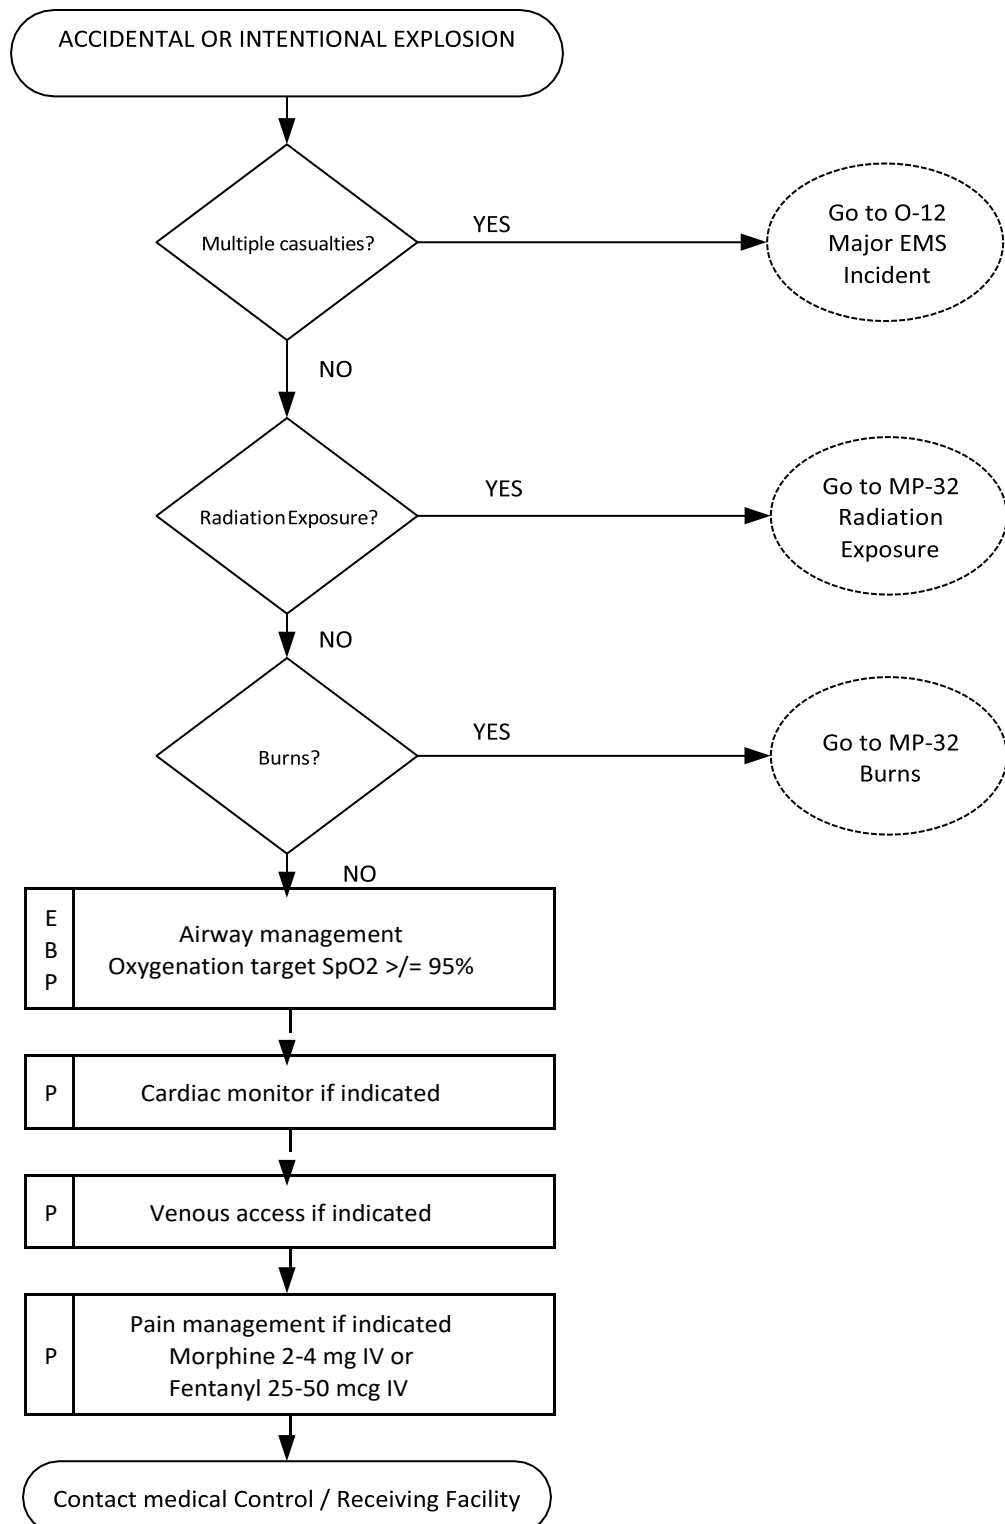 ACCIDENTAL OR INTENTIONAL EXPLOSION
Multiple casualties?
YES
Go to O-12
Major EMS
Incident
NO
Radiation Exposure?
YES
Go to MP-32
Radiation
Exposure
NO
Burns?
YES
Go to MP-32
Burns
NO
E
B
P
Airway management
Oxygenation target SpO2 >/= 95%
P
Cardiac monitor if indicated
P
Venous access if indicated
P
Pain management if indicated
Morphine 2-4 mg IV or
Fentanyl 25-50 mcg IV
Contact medical Control / Receiving Facility